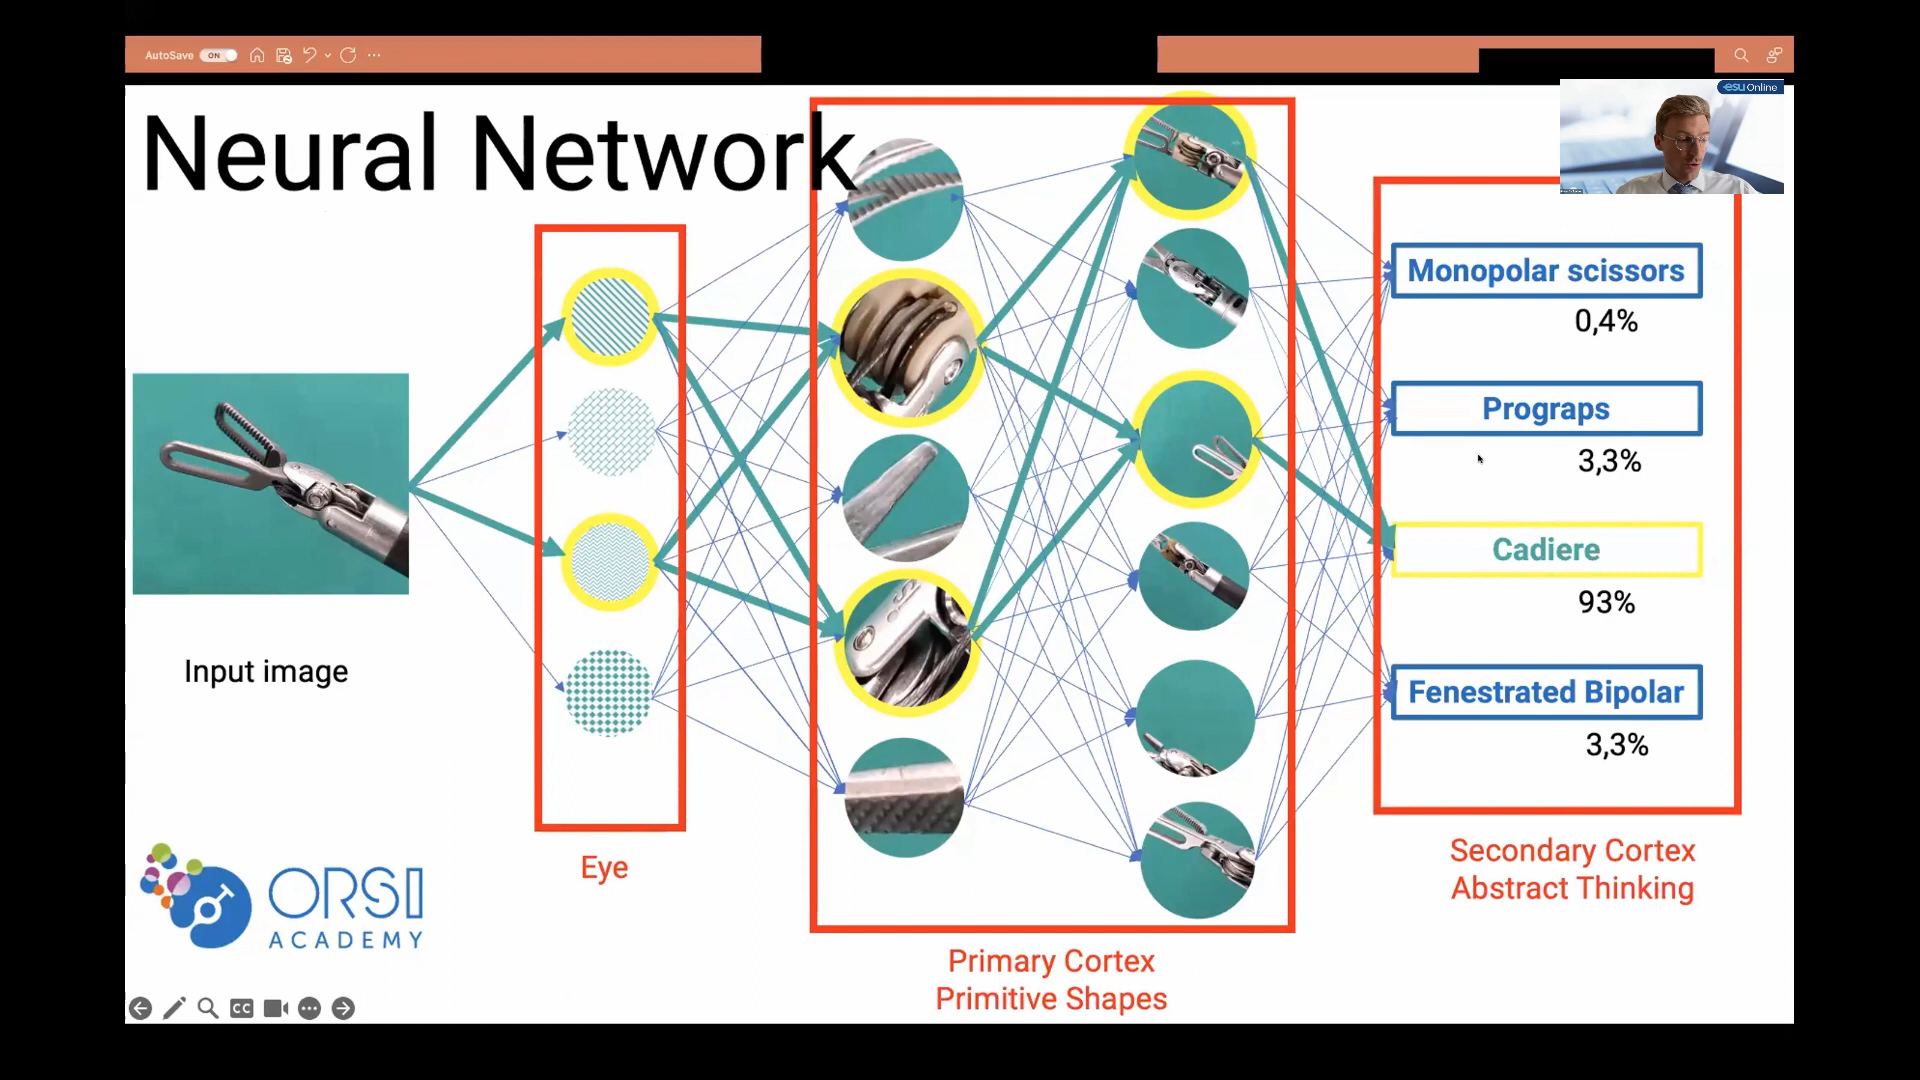 AutoSave ON
esu Online
Neural Network
Monopolar scissors
0,4%
Prograps
3,3%
Cadiere
93%
Fenestrated Bipolar
3,3%
Input image
Eye
Secondary Cortex
Abstract Thinking
ORSI
ACADEMY
Primary Cortex
Primitive Shapes
CC